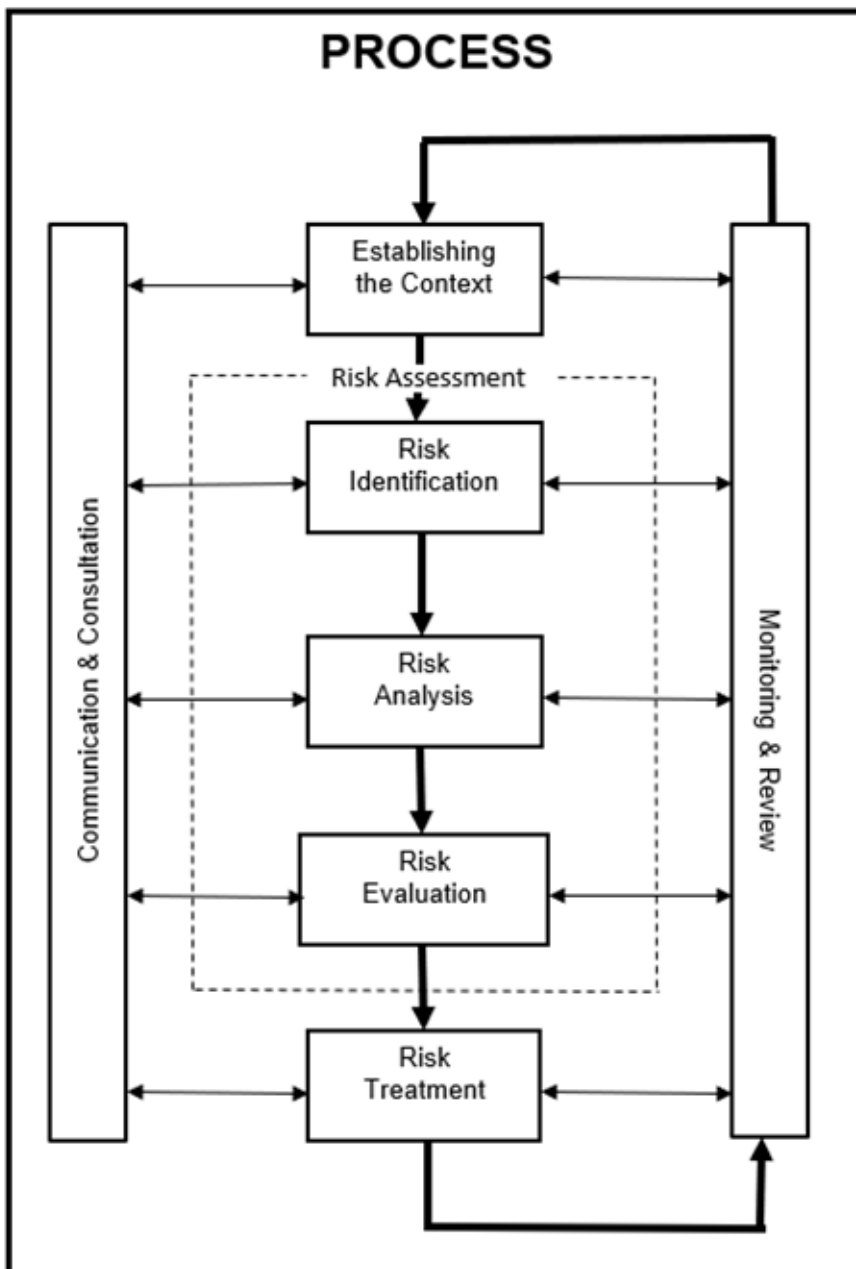 PROCESS
Establishing
the Context
Risk Assessment
Risk
Identification
Risk
Analysis
Risk
Evaluation
Risk
Treatment
Communication & Consultation
Monitoring & Review